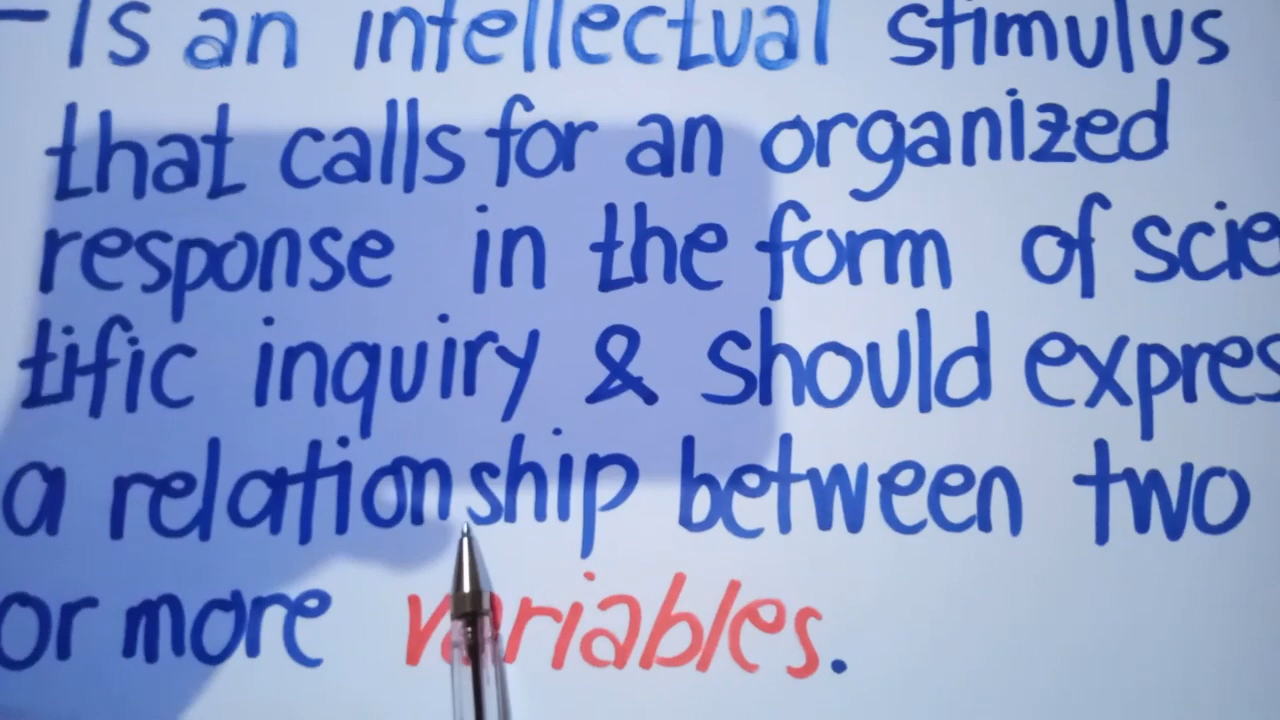 - Is an intellectual stimulus
that calls for an organized
response in the form of scie
tific inquiry & should expres
a relationship between two
or more variables.